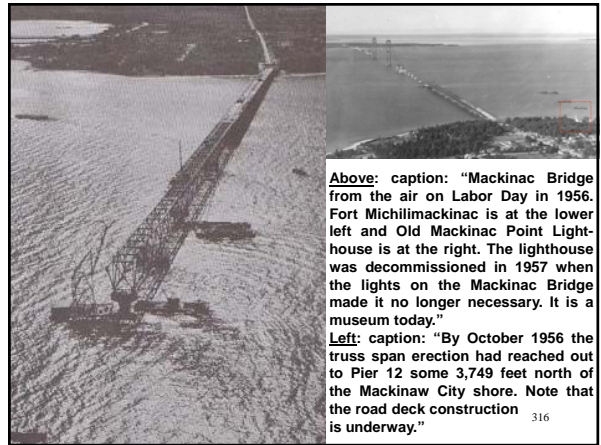 Above: caption: “Mackinac Bridge
from the air on Labor Day in 1956.
Fort Michilimackinac is at the lower
left and Old Mackinac Point Light-
house is at the right. The lighthouse
was decommissioned in 1957 when
the lights on the Mackinac Bridge
made it no longer necessary. It is a
museum today.”
Left: caption: “By October 1956 the
truss span erection had reached out
to Pier 12 some 3,749 feet north of
the Mackinaw City shore. Note that
the road deck construction
is underway.”
316